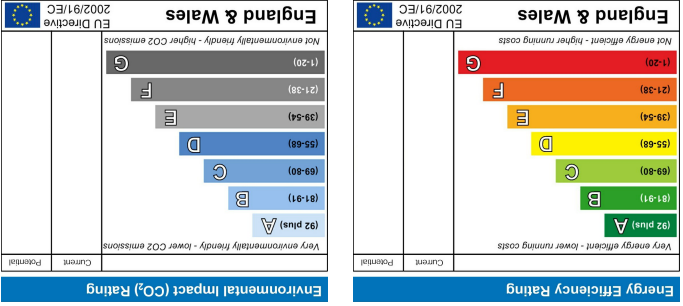 Energy Efficiency Rating
Current Potential
Very energy efficient - lower running costs
(92 plus) A
(81-91) B
(69-80) C
(55-68) D
(39-54) E
(21-38) F
(1-20) G
Not energy efficient - higher running costs
England & Wales
EU Directive
2002/91/EC
Environmental Impact (CO₂) Rating
Current Potential
Very environmentally friendly - lower CO2 emissions
(92 plus) A
(81-91) B
(69-80) C
(55-68) D
(39-54) E
(21-38) F
(1-20) G
Not environmentally friendly - higher CO2 emissions
England & Wales
EU Directive
2002/91/EC